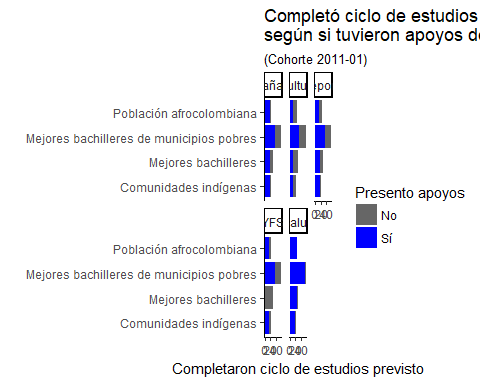 Completó ciclo de estudios
según si tuvieron apoyos de
(Cohorte 2011-01)
Población afrocolombiana
Mejores bachilleres de municipios pobres
Mejores bachilleres
Comunidades indígenas
Presento apoyos
No
Sí
Población afrocolombiana
Mejores bachilleres de municipios pobres
Mejores bachilleres
Comunidades indígenas
Completaron ciclo de estudios previsto